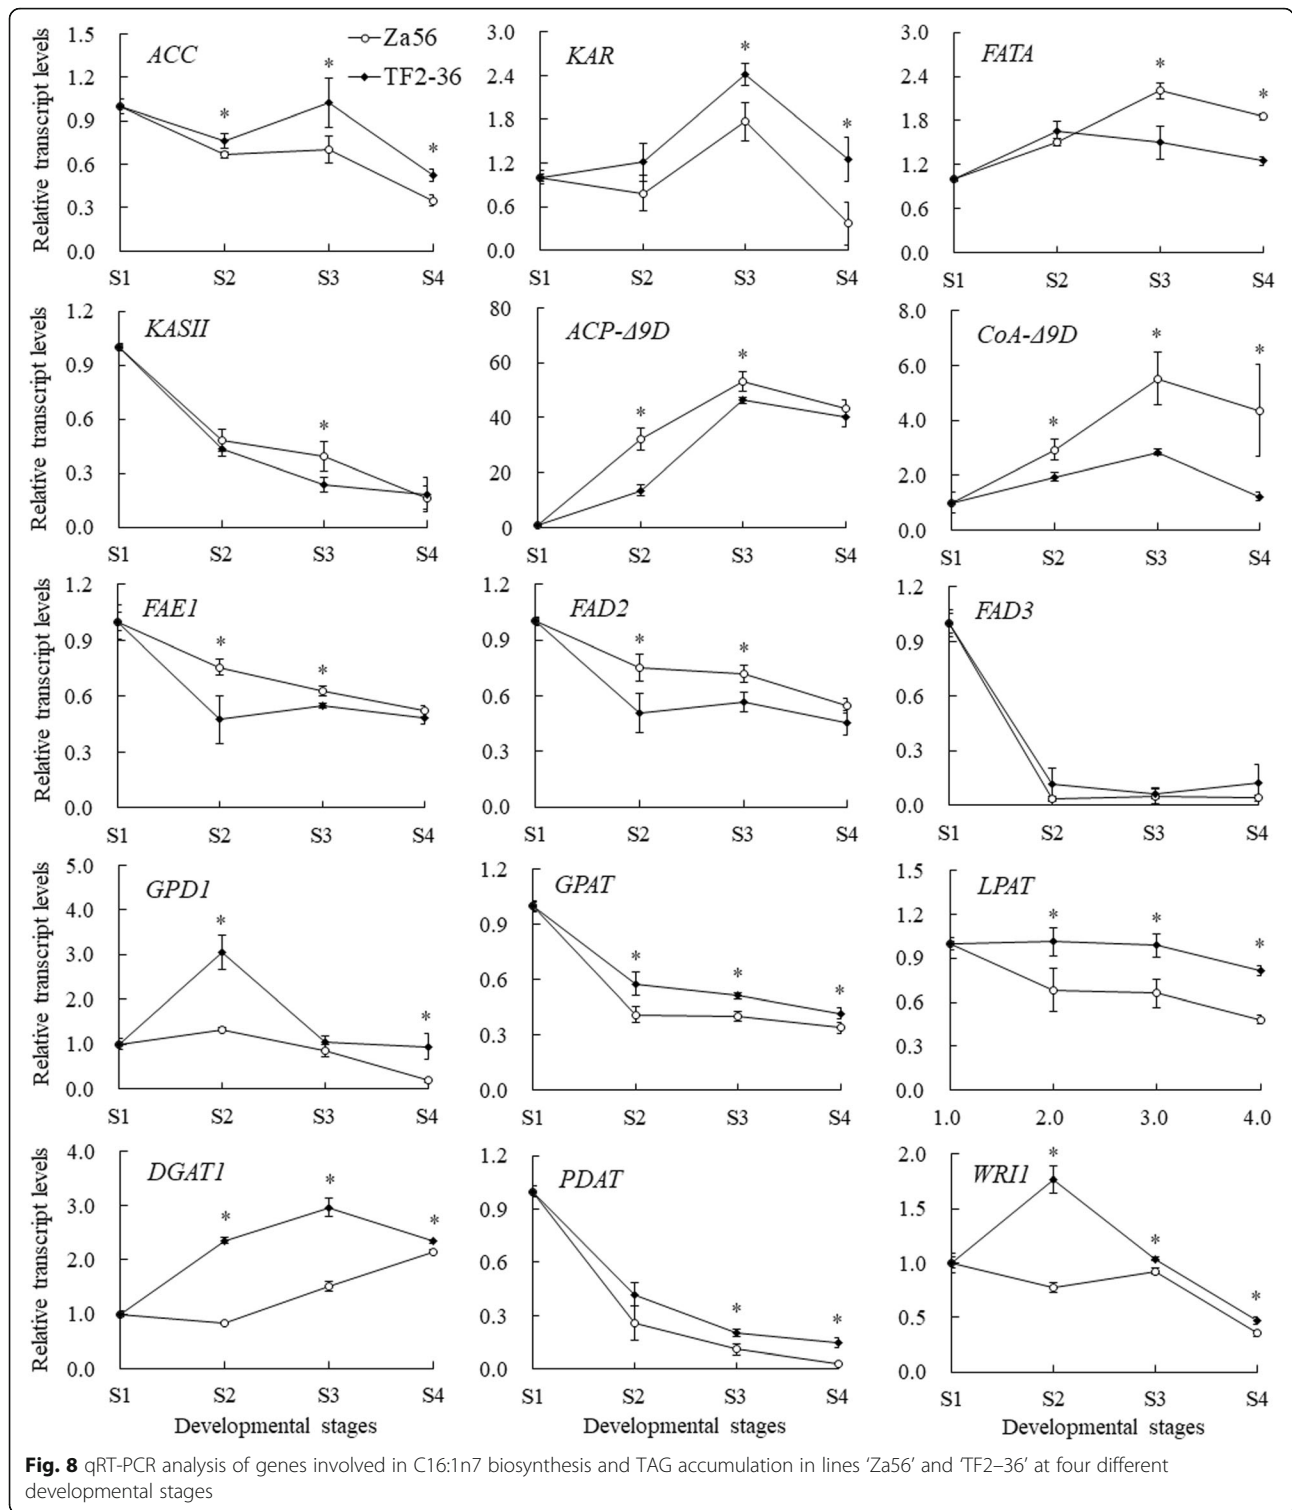 Relative transcript levels
1.5
1.2
0.9
0.6
0.3
0.0
ACC
Za56
TF2-36
*
*
*
S1
S2
S3
S4
3.0
2.4
1.8
1.2
0.6
0.0
KAR
*
*
S1
S2
S3
S4
3.0
2.4
1.8
1.2
0.6
0.0
FATA
*
*
S1
S2
S3
S4
Relative transcript levels
1.2
0.9
0.6
0.3
0.0
KASII
*
S1
S2
S3
S4
80
60
40
20
0
ACP-Δ9D
*
*
S1
S2
S3
S4
8.0
6.0
4.0
2.0
0.0
CoA-Δ9D
*
*
*
S1
S2
S3
S4
Relative transcript levels
1.2
0.9
0.6
0.3
0.0
FAE1
*
*
S1
S2
S3
S4
1.2
0.9
0.6
0.3
0.0
FAD2
*
*
S1
S2
S3
S4
1.2
0.9
0.6
0.3
0.0
FAD3
S1
S2
S3
S4
Relative transcript levels
5.0
4.0
3.0
2.0
1.0
0.0
GPD1
*
*
S1
S2
S3
S4
1.2
0.9
0.6
0.3
0.0
GPAT
*
*
*
S1
S2
S3
S4
1.5
1.2
0.9
0.6
0.3
0.0
LPAT
*
*
*
1.0
2.0
3.0
4.0
Relative transcript levels
4.0
3.0
2.0
1.0
0.0
DGAT1
*
*
*
S1
S2
S3
S4
Developmental stages
1.2
0.9
0.6
0.3
0.0
PDAT
*
*
S1
S2
S3
S4
Developmental stages
2.0
1.5
1.0
0.5
0.0
WRI1
*
*
*
S1
S2
S3
S4
Developmental stages
Fig. 8 qRT-PCR analysis of genes involved in C16:1n7 biosynthesis and TAG accumulation in lines 'Za56' and 'TF2–36' at four different
developmental stages